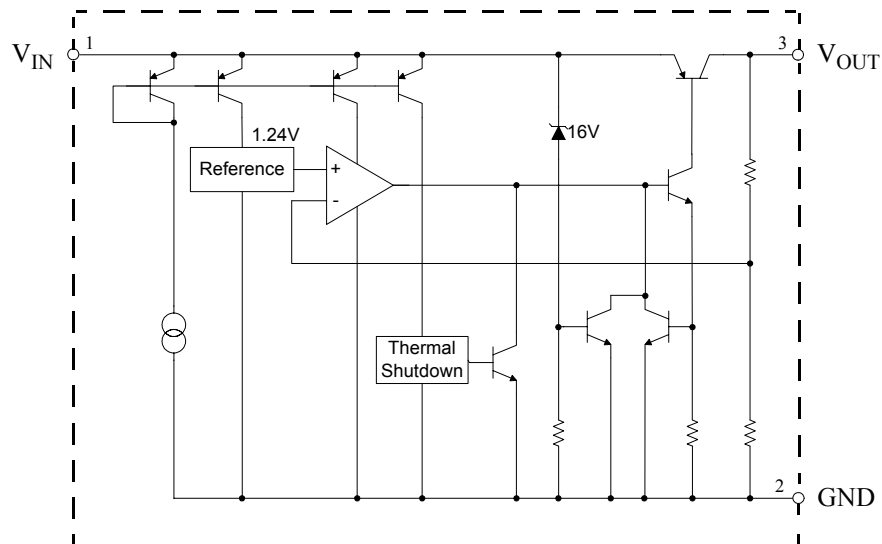 V_IN 1
3 V_OUT
1.24V
16V
Reference
+
-
Thermal
Shutdown
2 GND